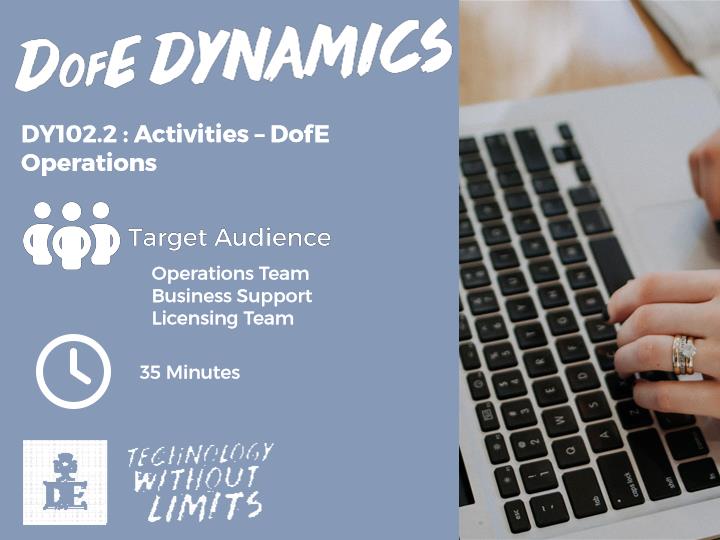 DofE DYNAMICS
DY102.2 : Activities – DofE
Operations
Target Audience
Operations Team
Business Support
Licensing Team
35 Minutes
DE
TECHNOLOGY
WITHOUT
LIMITS